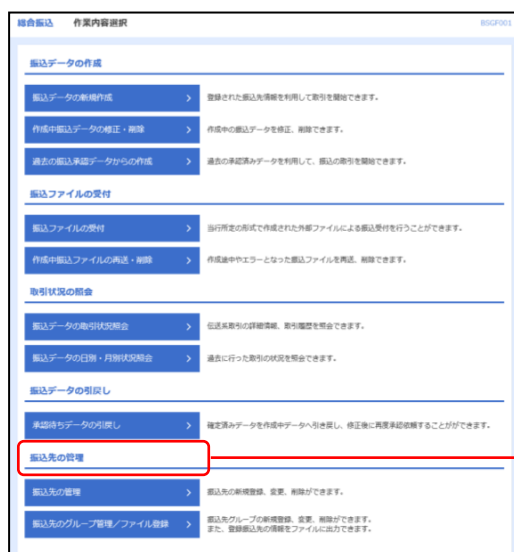 総合振込 作業内容選択 BSGF001
振込データの作成
振込データの新規作成 > 登録された振込先情報を利用して取引を開始できます。
作成中振込データの修正・削除 > 作成中の振込データを修正、削除できます。
過去の振込承認データからの作成 > 過去の承認済みデータを利用して、振込の取引を開始できます。
振込ファイルの受付
振込ファイルの受付 > 当行所定の形式で作成された外部ファイルによる振込受付を行うことができます。
作成中振込ファイルの再送・削除 > 作成途中やエラーとなった振込ファイルを再送、削除できます。
取引状況の照会
振込データの取引状況照会 > 伝送系取引の詳細情報、取引履歴を照会できます。
振込データの日別・月別状況照会 > 過去に行った取引の状況を照会できます。
振込データの引戻し
承認待ちデータの引戻し > 確定済みデータを作成中データへ引き戻し、修正後に再度承認依頼することがができます。
振込先の管理
振込先の管理 > 振込先の新規登録、変更、削除ができます。
振込先のグループ管理／ファイル登録 > 振込先グループの新規登録、変更、削除ができます。
また、登録振込先の情報をファイルに出力できます。